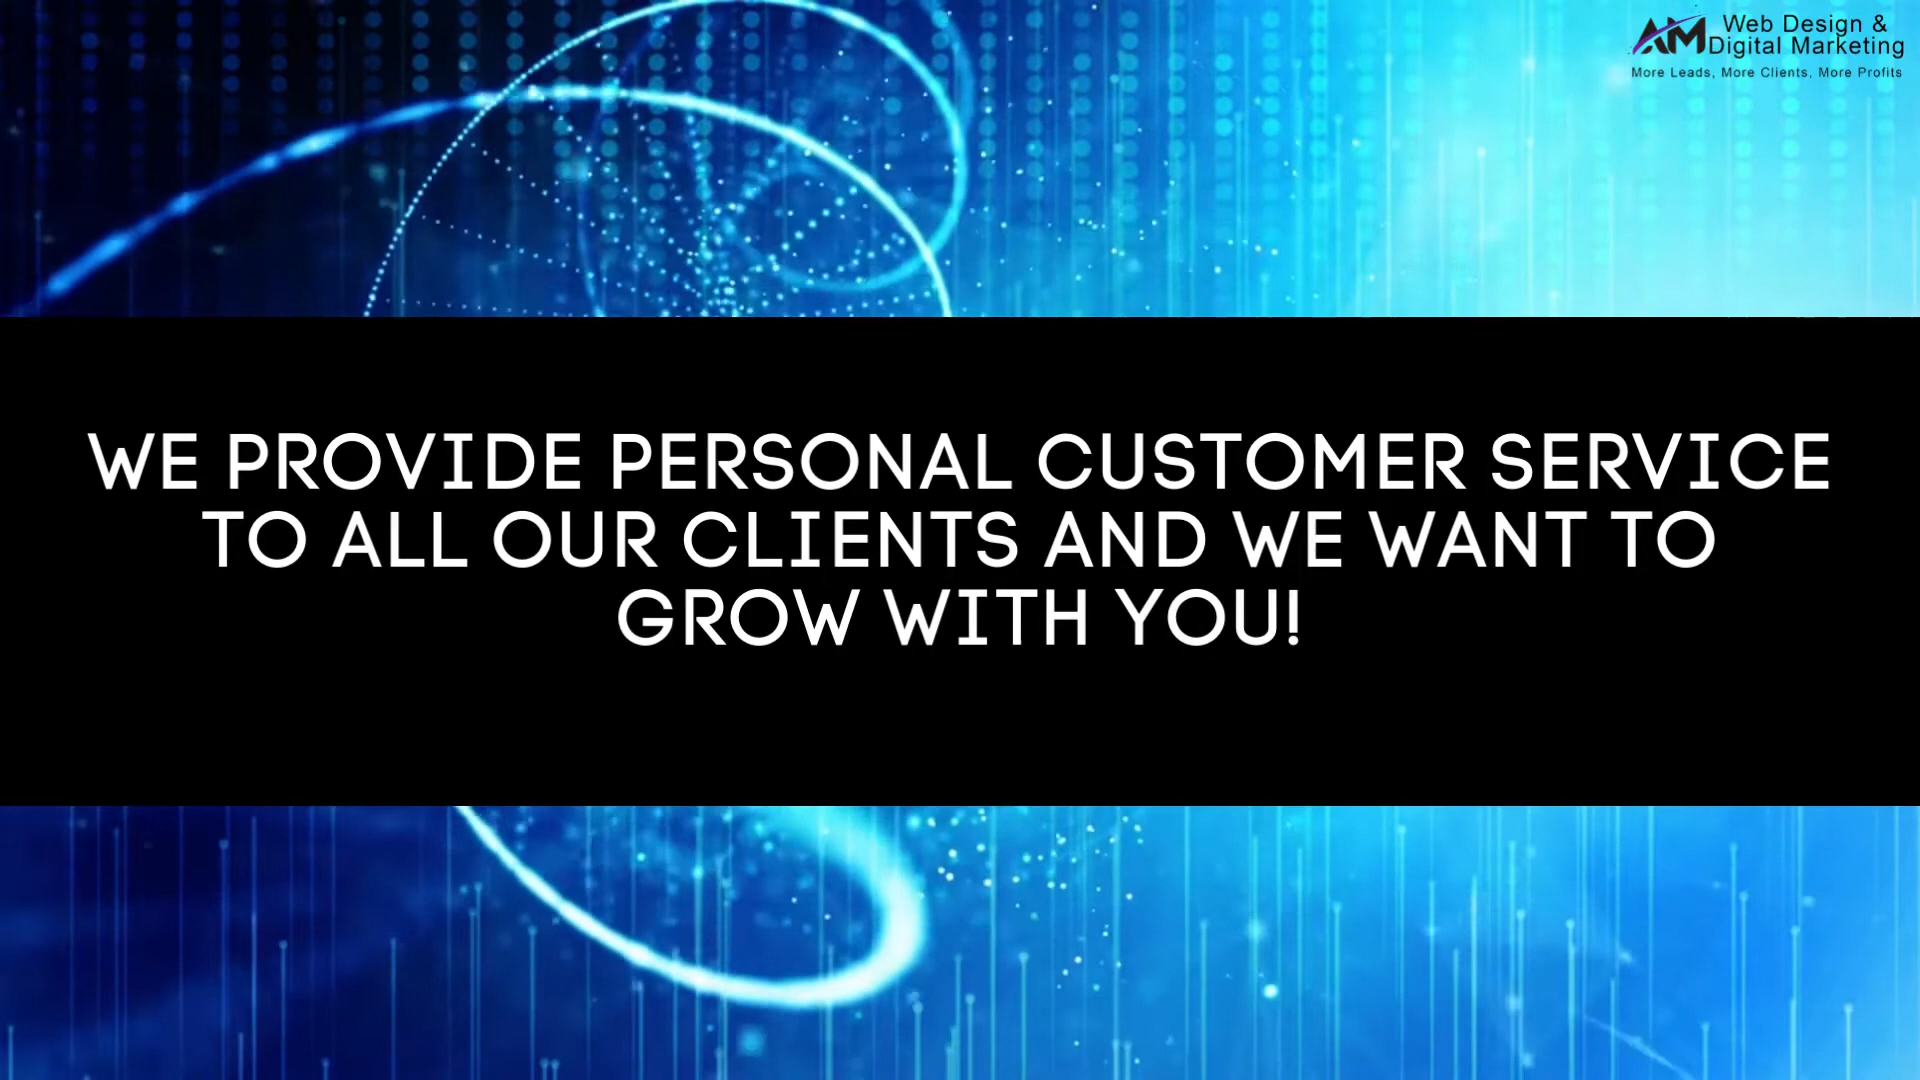 AM Web Design &
Digital Marketing
More Leads, More Clients, More Profits
WE PROVIDE PERSONAL CUSTOMER SERVICE
TO ALL OUR CLIENTS AND WE WANT TO
GROW WITH YOU!